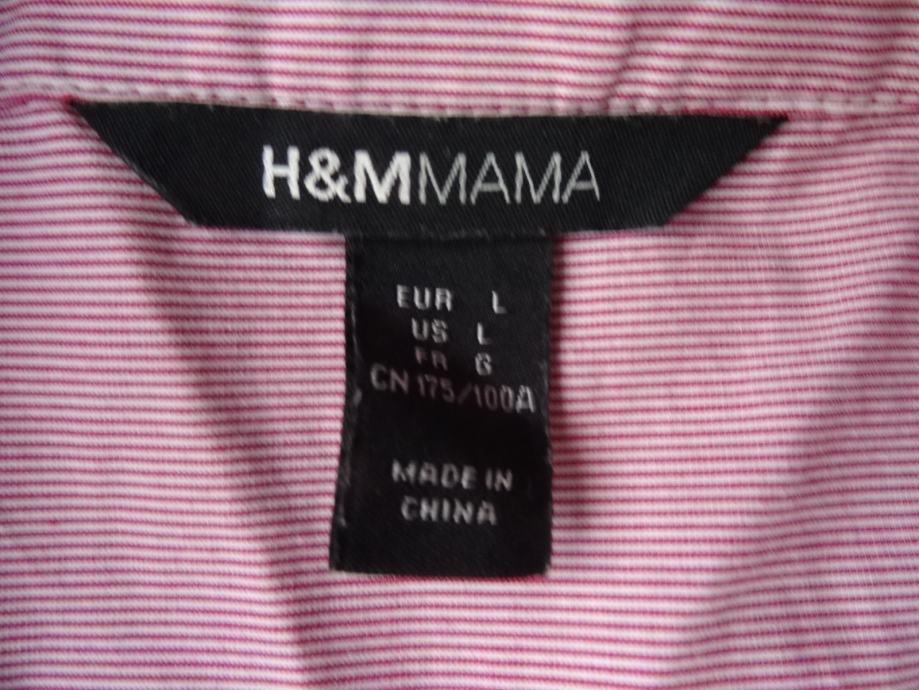 H&MMAMA
EUR L
US L
FR G
CN 175/100A
MADE IN
CHINA